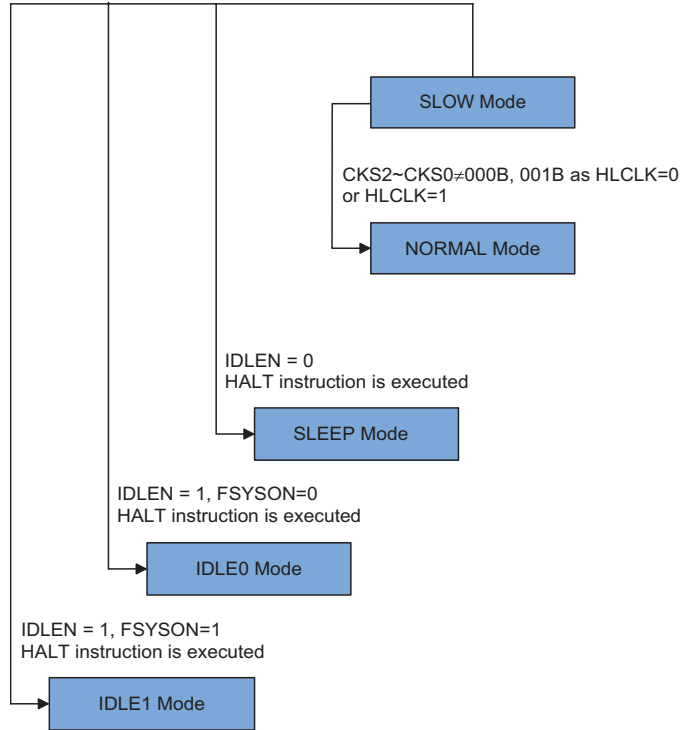 SLOW Mode
CKS2~CKS0≠000B, 001B as HLCLK=0
or HLCLK=1
NORMAL Mode
IDLEN = 0
HALT instruction is executed
SLEEP Mode
IDLEN = 1, FSYSON=0
HALT instruction is executed
IDLE0 Mode
IDLEN = 1, FSYSON=1
HALT instruction is executed
IDLE1 Mode